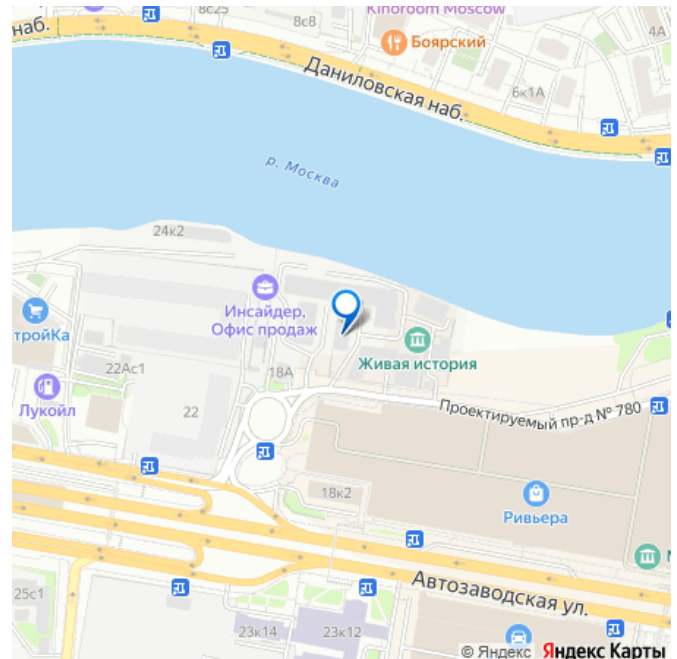 Kinoroom Moscow
8с25
8с8
4А
наб.
Боярский
Даниловская наб.
6к1А
р. Москва
24к2
Инсайдер,
Офис продаж
тройКа
Живая история
22Ас1
18А
Лукойл
22
Проектируемый пр-д № 780
18к2
Ривьера
Автозаводская ул.
25с1
23к14
23к12
© Яндекс Яндекс Карты